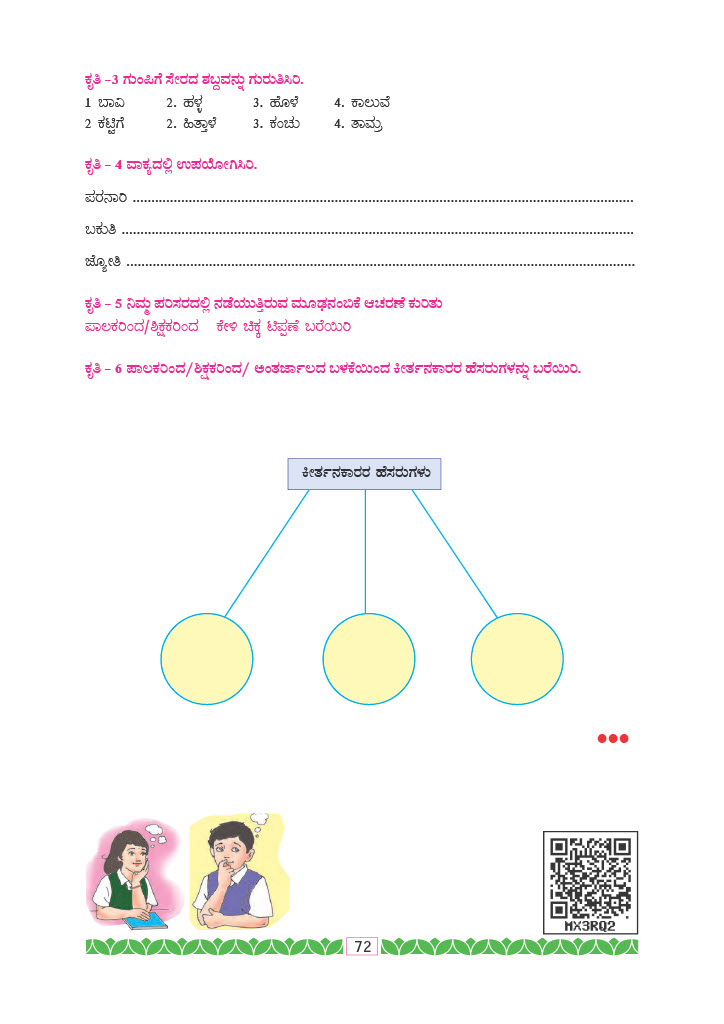 ಕೃತಿ -3 ಗುಂಪಿಗೆ ಸೇರದ ಶಬ್ದವನ್ನು ಗುರುತಿಸಿರಿ.
1 ಬಾವಿ 2. ಹಳ್ಳ 3. ಹೊಳೆ 4. ಕಾಲುವೆ
2 ಕಟ್ಟಿಗೆ 2. ಹಿತ್ತಾಳೆ 3. ಕಂಚು 4. ತಾಮ್ರ
ಕೃತಿ - 4 ವಾಕ್ಯದಲ್ಲಿ ಉಪಯೋಗಿಸಿರಿ.
ಪರನಾರಿ ................................................................................
ಬಕುತಿ ................................................................................
ಜ್ಯೋತಿ ................................................................................
ಕೃತಿ - 5 ನಿಮ್ಮ ಪರಿಸರದಲ್ಲಿ ನಡೆಯುತ್ತಿರುವ ಮೂಢನಂಬಿಕೆ ಆಚರಣೆ ಕುರಿತು
ಪಾಲಕರಿಂದ/ಶಿಕ್ಷಕರಿಂದ ಕೇಳಿ ಚಿಕ್ಕ ಟಿಪ್ಪಣೆ ಬರೆಯಿರಿ
ಕೃತಿ - 6 ಪಾಲಕರಿಂದ/ಶಿಕ್ಷಕರಿಂದ/ ಅಂತರ್ಜಾಲದ ಬಳಕೆಯಿಂದ ಕೀರ್ತನಕಾರರ ಹೆಸರುಗಳನ್ನು ಬರೆಯಿರಿ.
ಕೀರ್ತನಕಾರರ ಹೆಸರುಗಳು
MX3RQ2
72